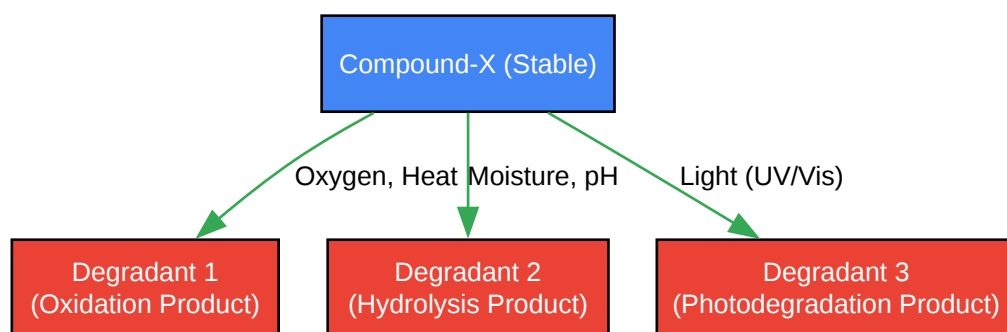 Compound-X (Stable)
Oxygen, Heat
Moisture, pH
Light (UV/Vis)
Degradant 1
(Oxidation Product)
Degradant 2
(Hydrolysis Product)
Degradant 3
(Photodegradation Product)